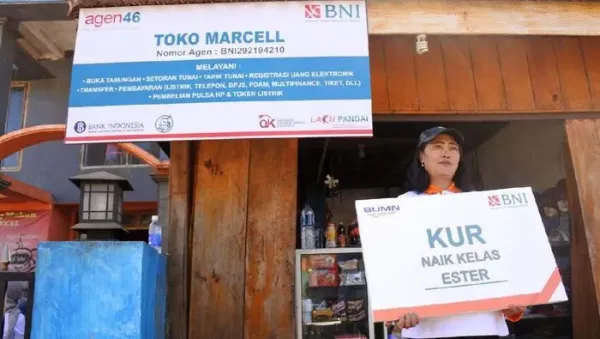 agen46
BNI
TOKO MARCELL
Nomor Agen : BNI292194210
MELAYANI :
• BUKA TABUNGAN • SETORAN TUNAI • TARIK TUNAI • REGISTRASI UANG ELEKTRONIK
• TRANSFER • PEMBAYARAN (LISTRIK, TELEPON, BPJS, PDAM, MULTIFINANCE, TIKET, DLL)
• PEMBELIAN PULSA HP & TOKEN LISTRIK
BANK INDONESIA
LAKU PANDAI
BUMN
BNI
KUR
NAIK KELAS
ESTER